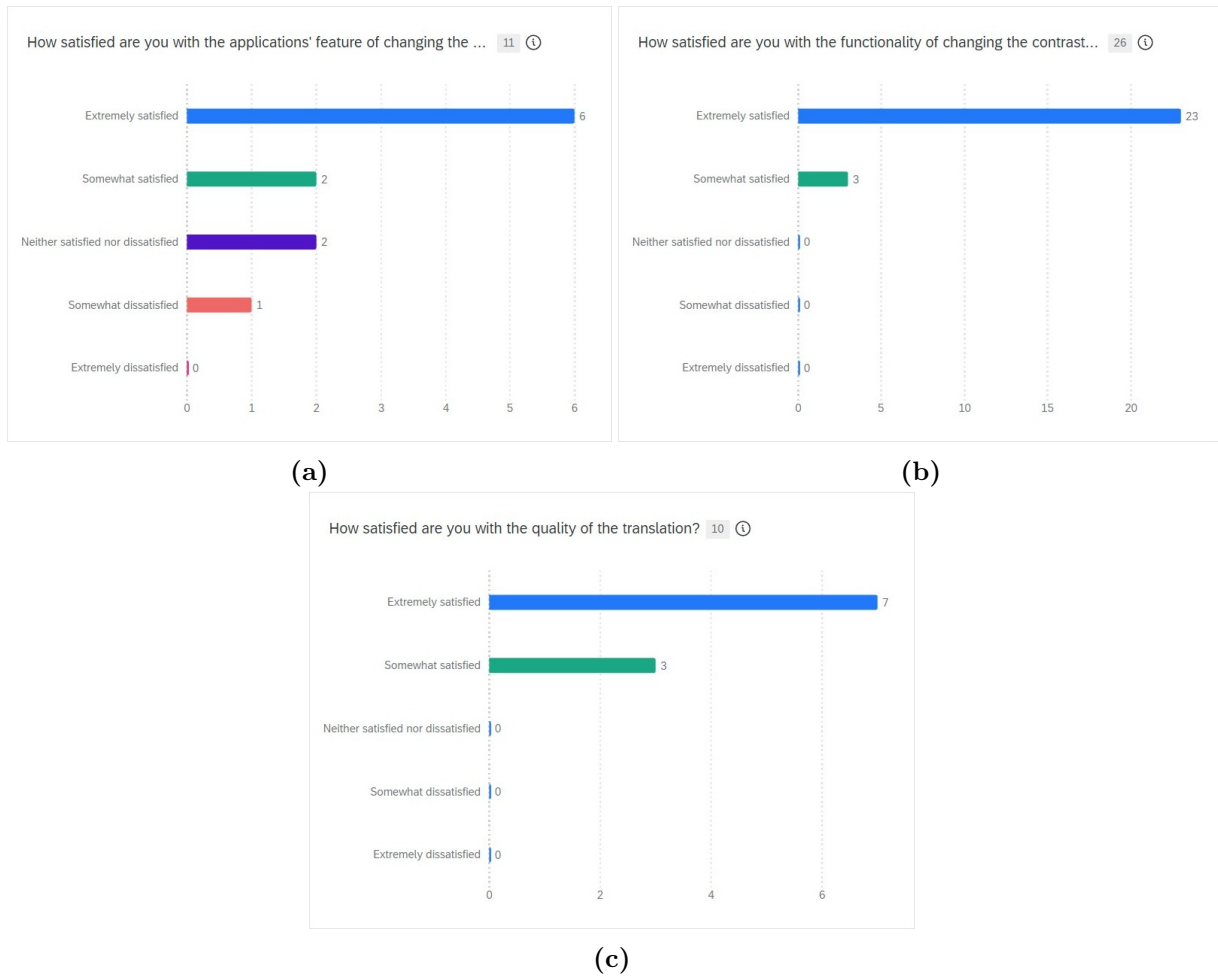 How satisfied are you with the applications' feature of changing the ... 11
Extremely satisfied 6
Somewhat satisfied 2
Neither satisfied nor dissatisfied 2
Somewhat dissatisfied 1
Extremely dissatisfied 0
0 1 2 3 4 5 6
(a)
How satisfied are you with the functionality of changing the contrast... 26
Extremely satisfied 23
Somewhat satisfied 3
Neither satisfied nor dissatisfied 0
Somewhat dissatisfied 0
Extremely dissatisfied 0
0 5 10 15 20
(b)
How satisfied are you with the quality of the translation? 10
Extremely satisfied 7
Somewhat satisfied 3
Neither satisfied nor dissatisfied 0
Somewhat dissatisfied 0
Extremely dissatisfied 0
0 2 4 6
(c)